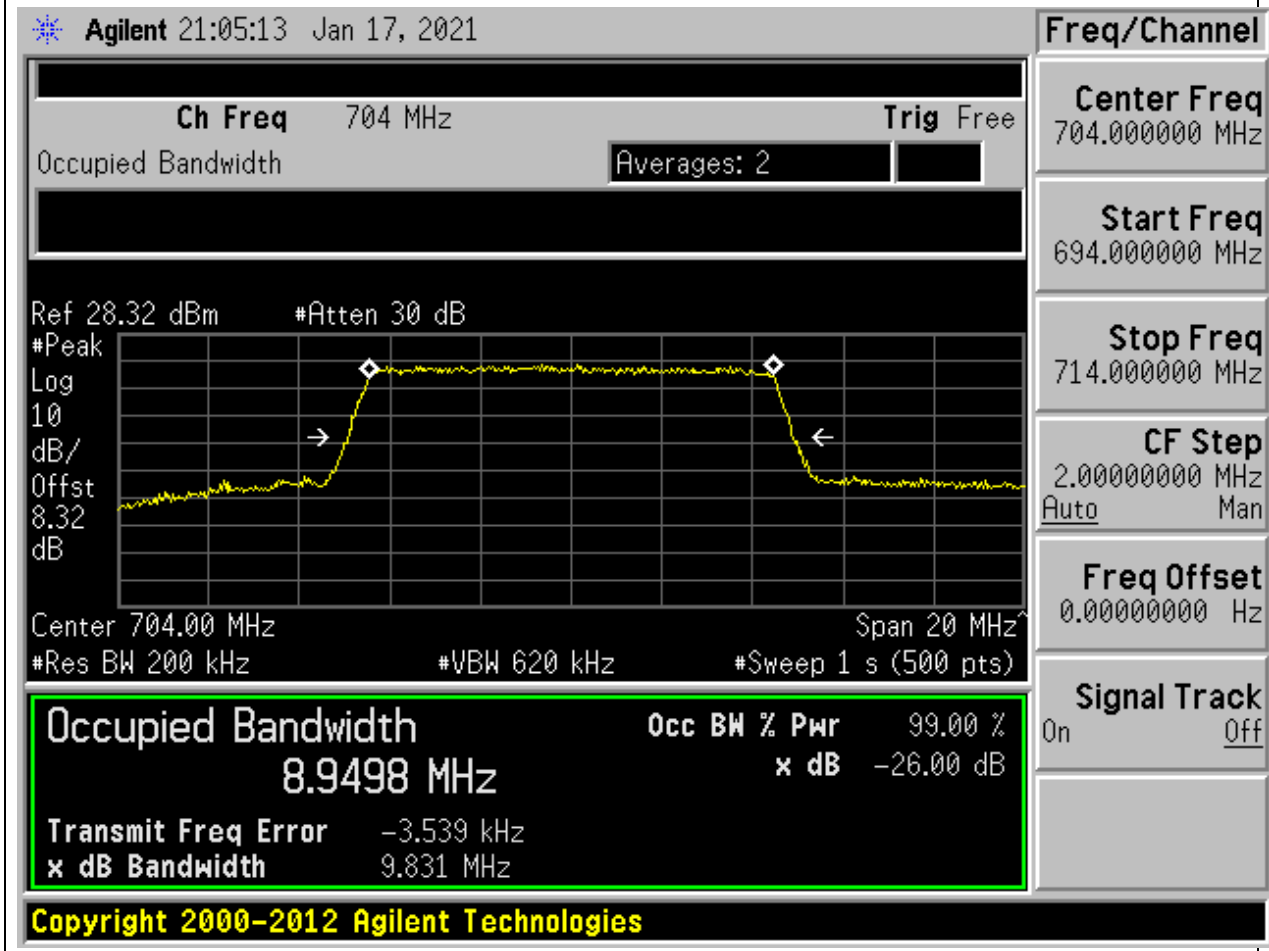 Agilent 21:05:13 Jan 17, 2021
Freq/Channel
Ch Freq 704 MHz Trig Free
Occupied Bandwidth Averages: 2
Ref 28.32 dBm #Atten 30 dB
#Peak
Log
10
dB/
Offst
8.32
dB
Center 704.00 MHz Span 20 MHz^
#Res BW 200 kHz #VBW 620 kHz #Sweep 1 s (500 pts)
Occupied Bandwidth Occ BW % Pwr 99.00 %
8.9498 MHz x dB -26.00 dB
Transmit Freq Error -3.539 kHz
x dB Bandwidth 9.831 MHz
Center Freq
704.000000 MHz
Start Freq
694.000000 MHz
Stop Freq
714.000000 MHz
CF Step
2.00000000 MHz
Auto Man
Freq Offset
0.00000000 Hz
Signal Track
On Off
Copyright 2000-2012 Agilent Technologies